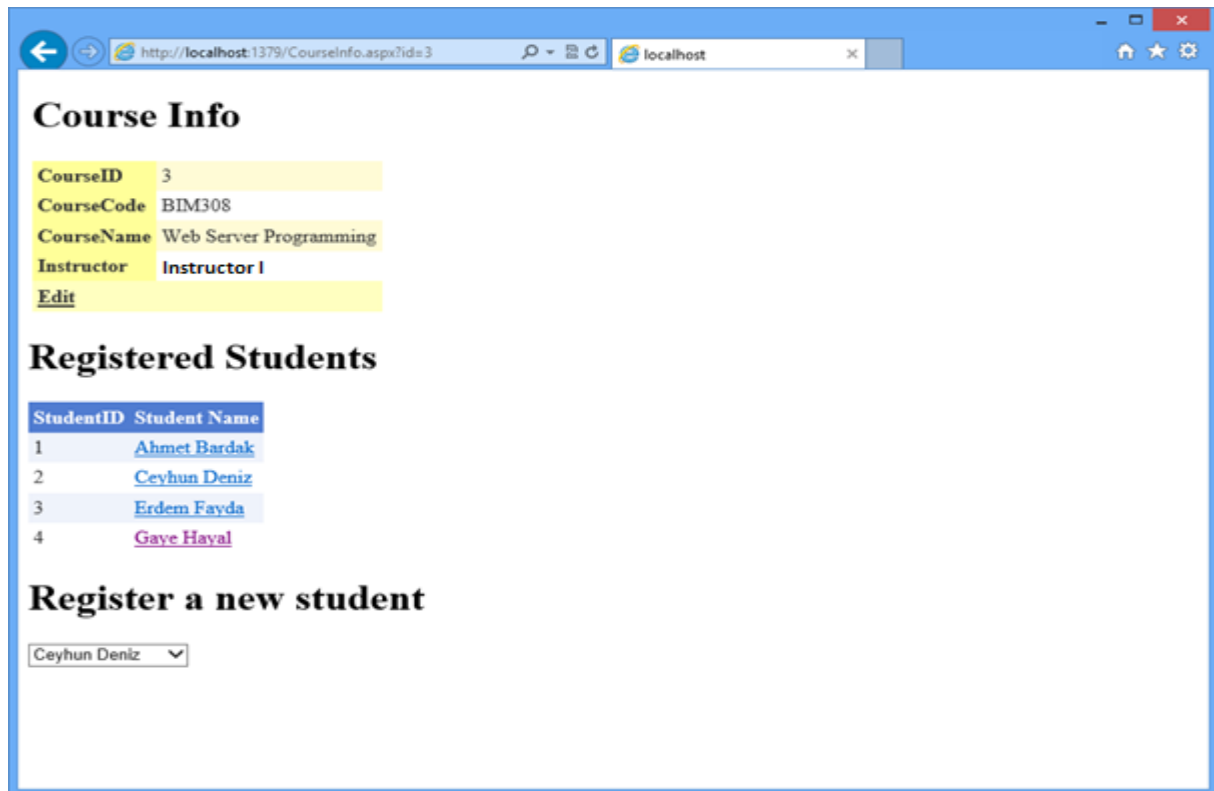 http://localhost:1379/CourseInfo.aspx?id=3
localhost
Course Info
CourseID 3
CourseCode BIM308
CourseName Web Server Programming
Instructor Instructor I
Edit
Registered Students
StudentID Student Name
1 Ahmet Bardak
2 Ceyhun Deniz
3 Erdem Fayda
4 Gaye Hayal
Register a new student
Ceyhun Deniz